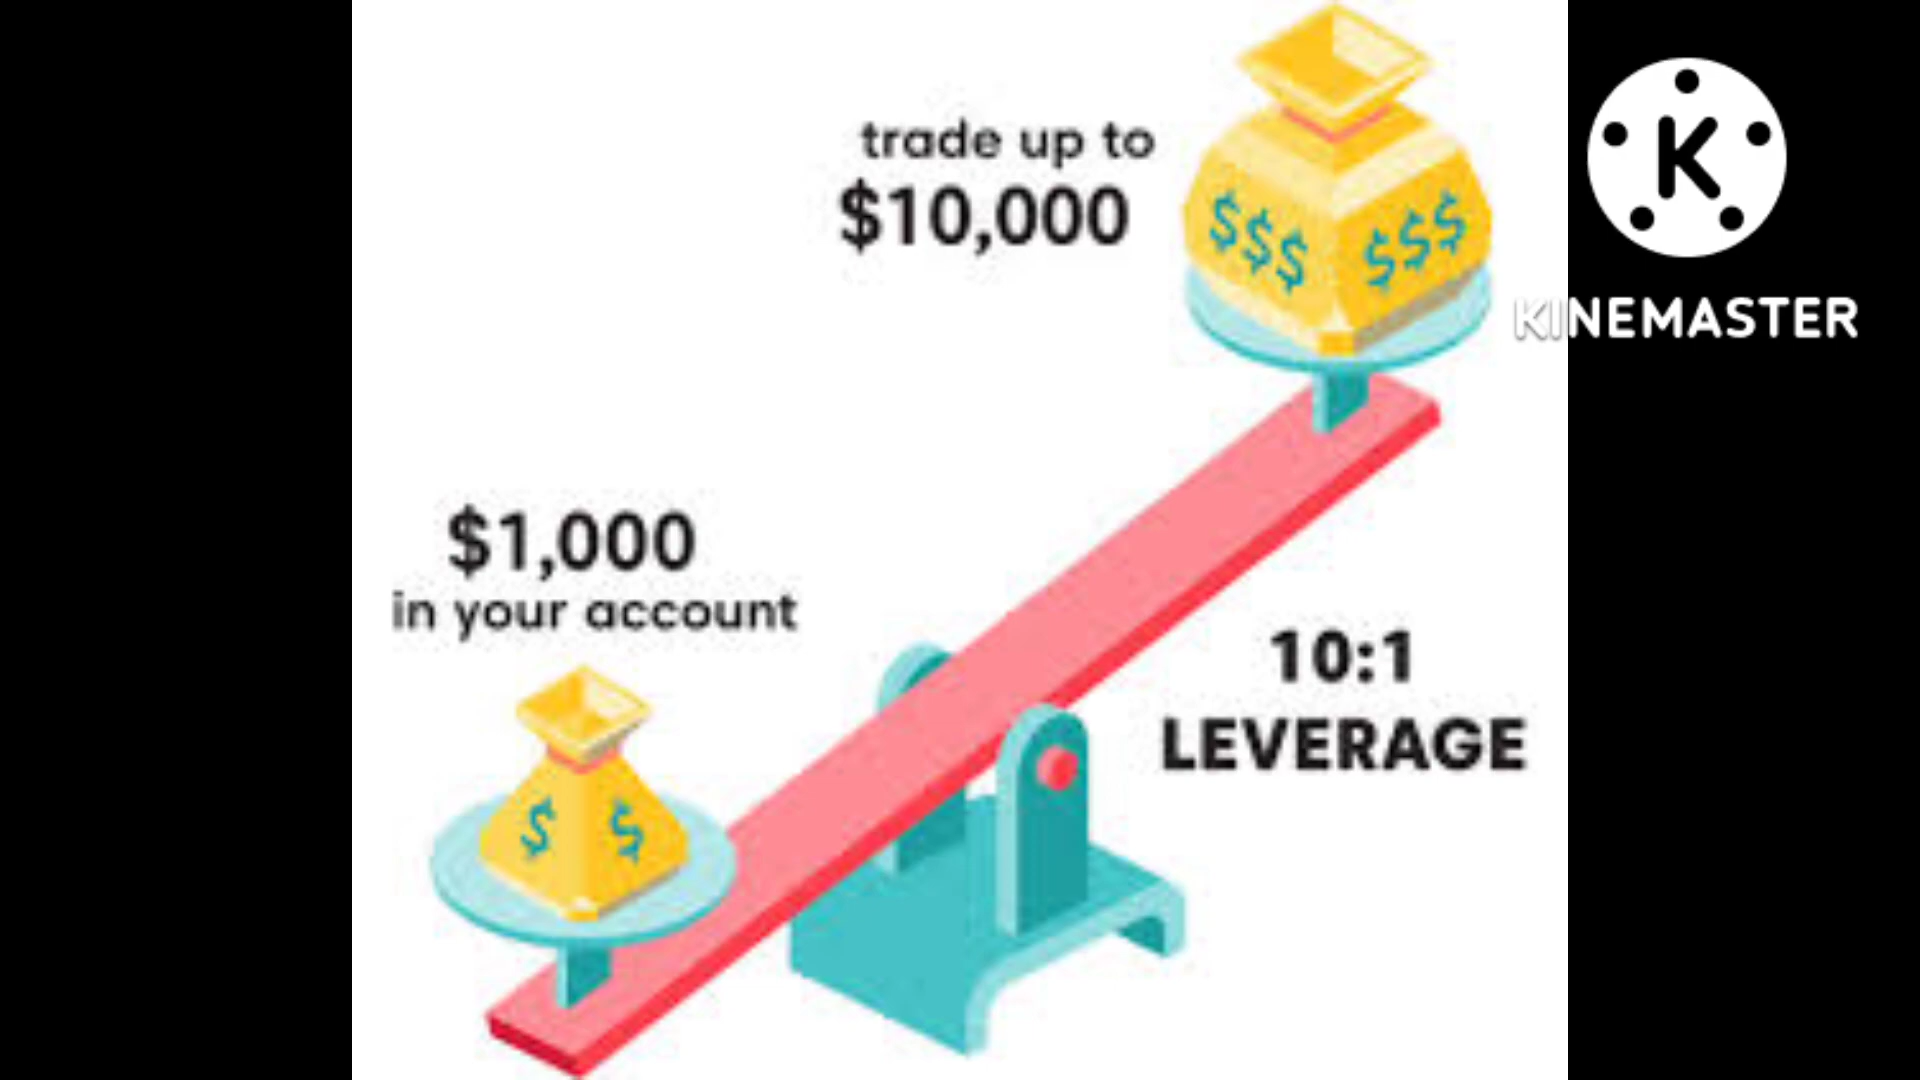 trade up to
$10,000
$$$ $$$
K
KINEMASTER
$1,000
in your account
10:1
LEVERAGE
$ $